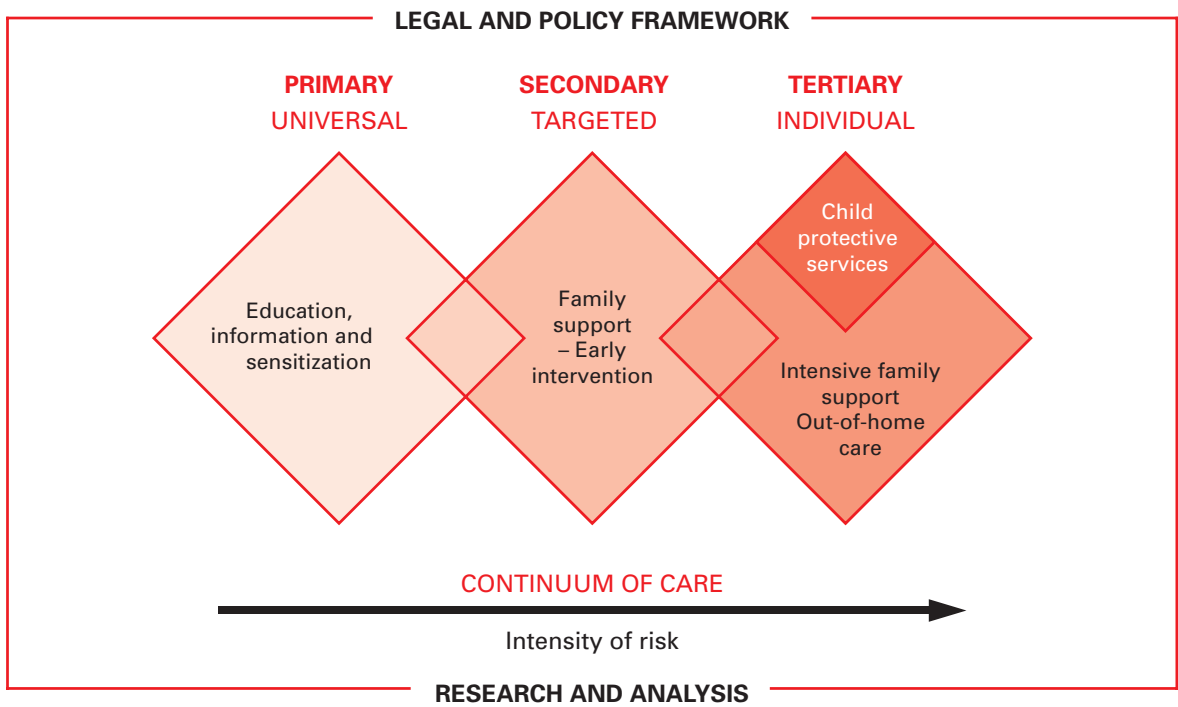 LEGAL AND POLICY FRAMEWORK
PRIMARY
UNIVERSAL
SECONDARY
TARGETED
TERTIARY
INDIVIDUAL
Education,
information and
sensitization
Family
support
– Early
intervention
Child
protective
services
Intensive family
support
Out-of-home
care
CONTINUUM OF CARE
Intensity of risk
RESEARCH AND ANALYSIS